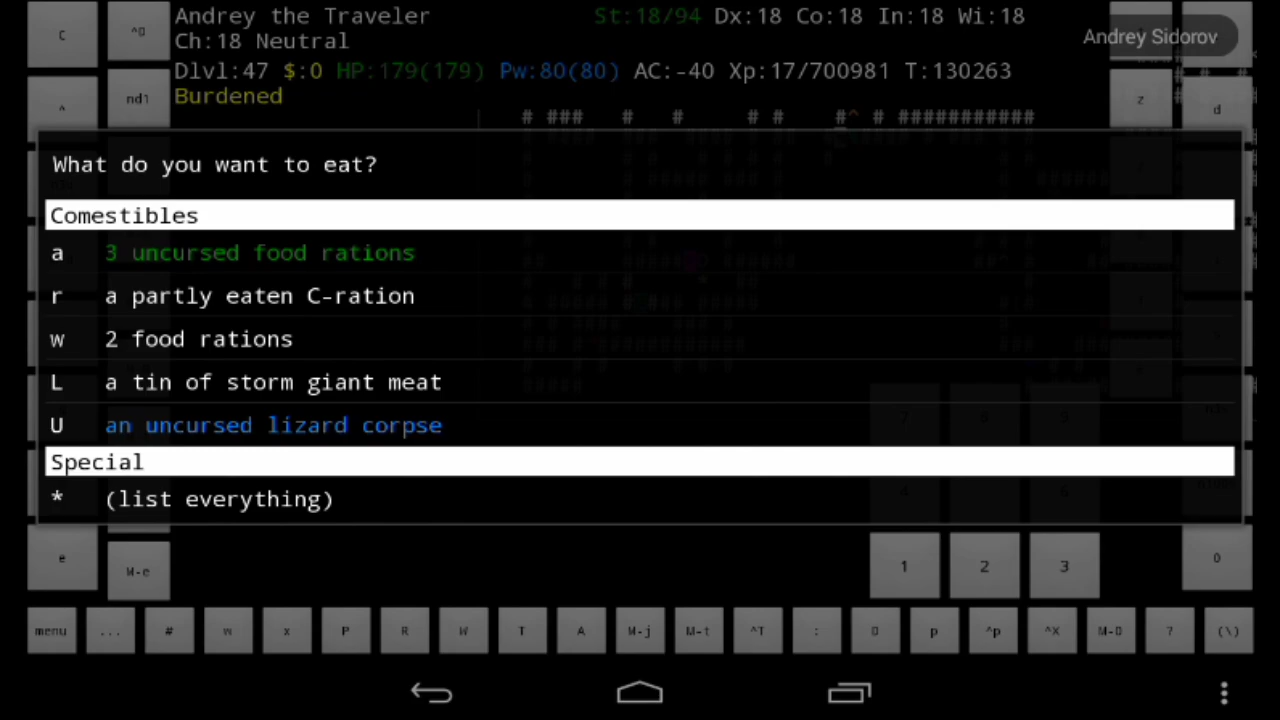 Andrey the Traveler St:18/94 Dx:18 Co:18 In:18 Wi:18
Ch:18 Neutral
Andrey Sidorov
Dlvl:47 $:0 HP:179(179) Pw:80(80) AC:-40 Xp:17/700981 T:130263
Burdened
C
^d
^
nd1
z
d
# ### # # # # #^ # ###########
What do you want to eat?
Comestibles
a 3 uncursed food rations
r a partly eaten C-ration
w 2 food rations
L a tin of storm giant meat
U an uncursed lizard corpse
Special
* (list everything)
e
M-e
1 2 3
0
menu ... # w x P R W T A M-j M-t ^T : D p ^p ^X M-O ? (\)